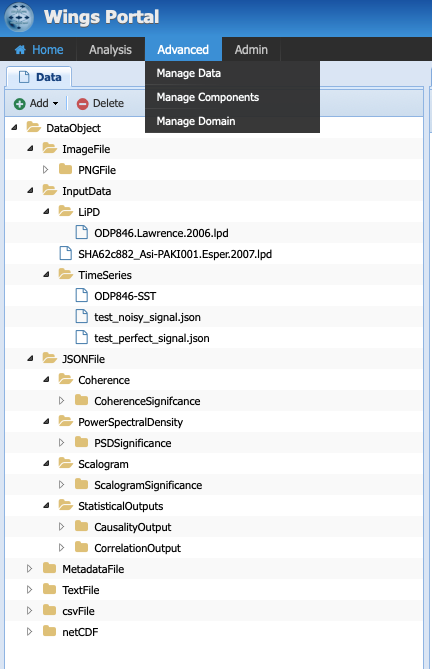 Wings Portal
Home Analysis Advanced Admin
Manage Data
Manage Components
Manage Domain
Data
Add Delete
DataObject
ImageFile
PNGFile
InputData
LiPD
ODP846.Lawrence.2006.lpd
SHA62c882_Asi-PAKI001.Esper.2007.lpd
TimeSeries
ODP846-SST
test_noisy_signal.json
test_perfect_signal.json
JSONFile
Coherence
CoherenceSignifcance
PowerSpectralDensity
PSDSignificance
Scalogram
ScalogramSignificance
StatisticalOutputs
CausalityOutput
CorrelationOutput
MetadataFile
TextFile
csvFile
netCDF